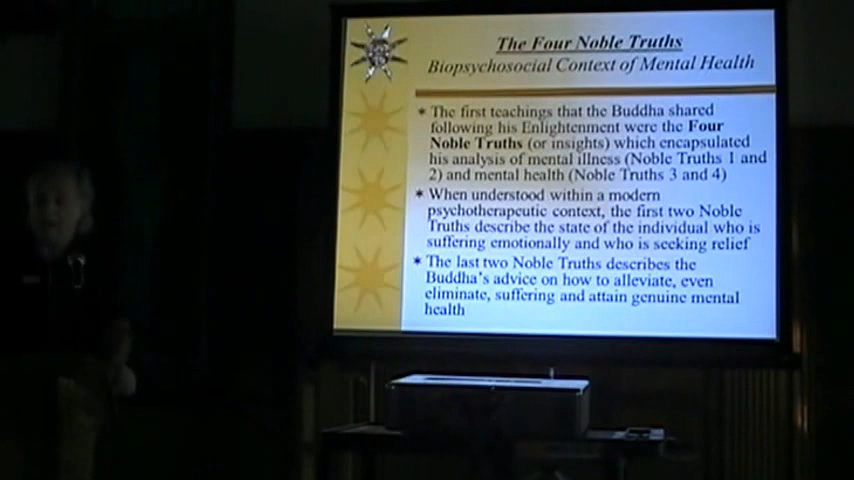 The Four Noble Truths
Biopsychosocial Context of Mental Health
The first teachings that the Buddha shared
following his Enlightenment were the Four
Noble Truths (or insights) which encapsulated
his analysis of mental illness (Noble Truths 1 and
2) and mental health (Noble Truths 3 and 4)
When understood within a modern
psychotherapeutic context, the first two Noble
Truths describe the state of the individual who is
suffering emotionally and who is seeking relief
The last two Noble Truths describes the
Buddha's advice on how to alleviate, even
eliminate, suffering and attain genuine mental
health